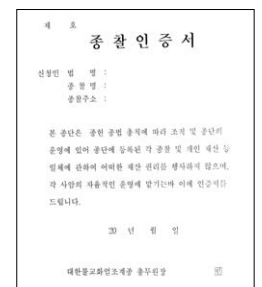 제 호
종 찰 인 증 서
신청인 법 명 :
종 찰 명 :
종찰주소 :
본 종단은 종헌 종법 총칙에 따라 조직 및 종단의
운영에 있어 종단에 등록된 각 종찰 및 개인 재산 등
일체에 관하여 어떠한 재산 권리를 행사하지 않으며,
각 사암의 자율적인 운영에 맡기는바 이에 인증서를
드립니다.
20 년 월 일
대한불교화엄조계종 총무원장